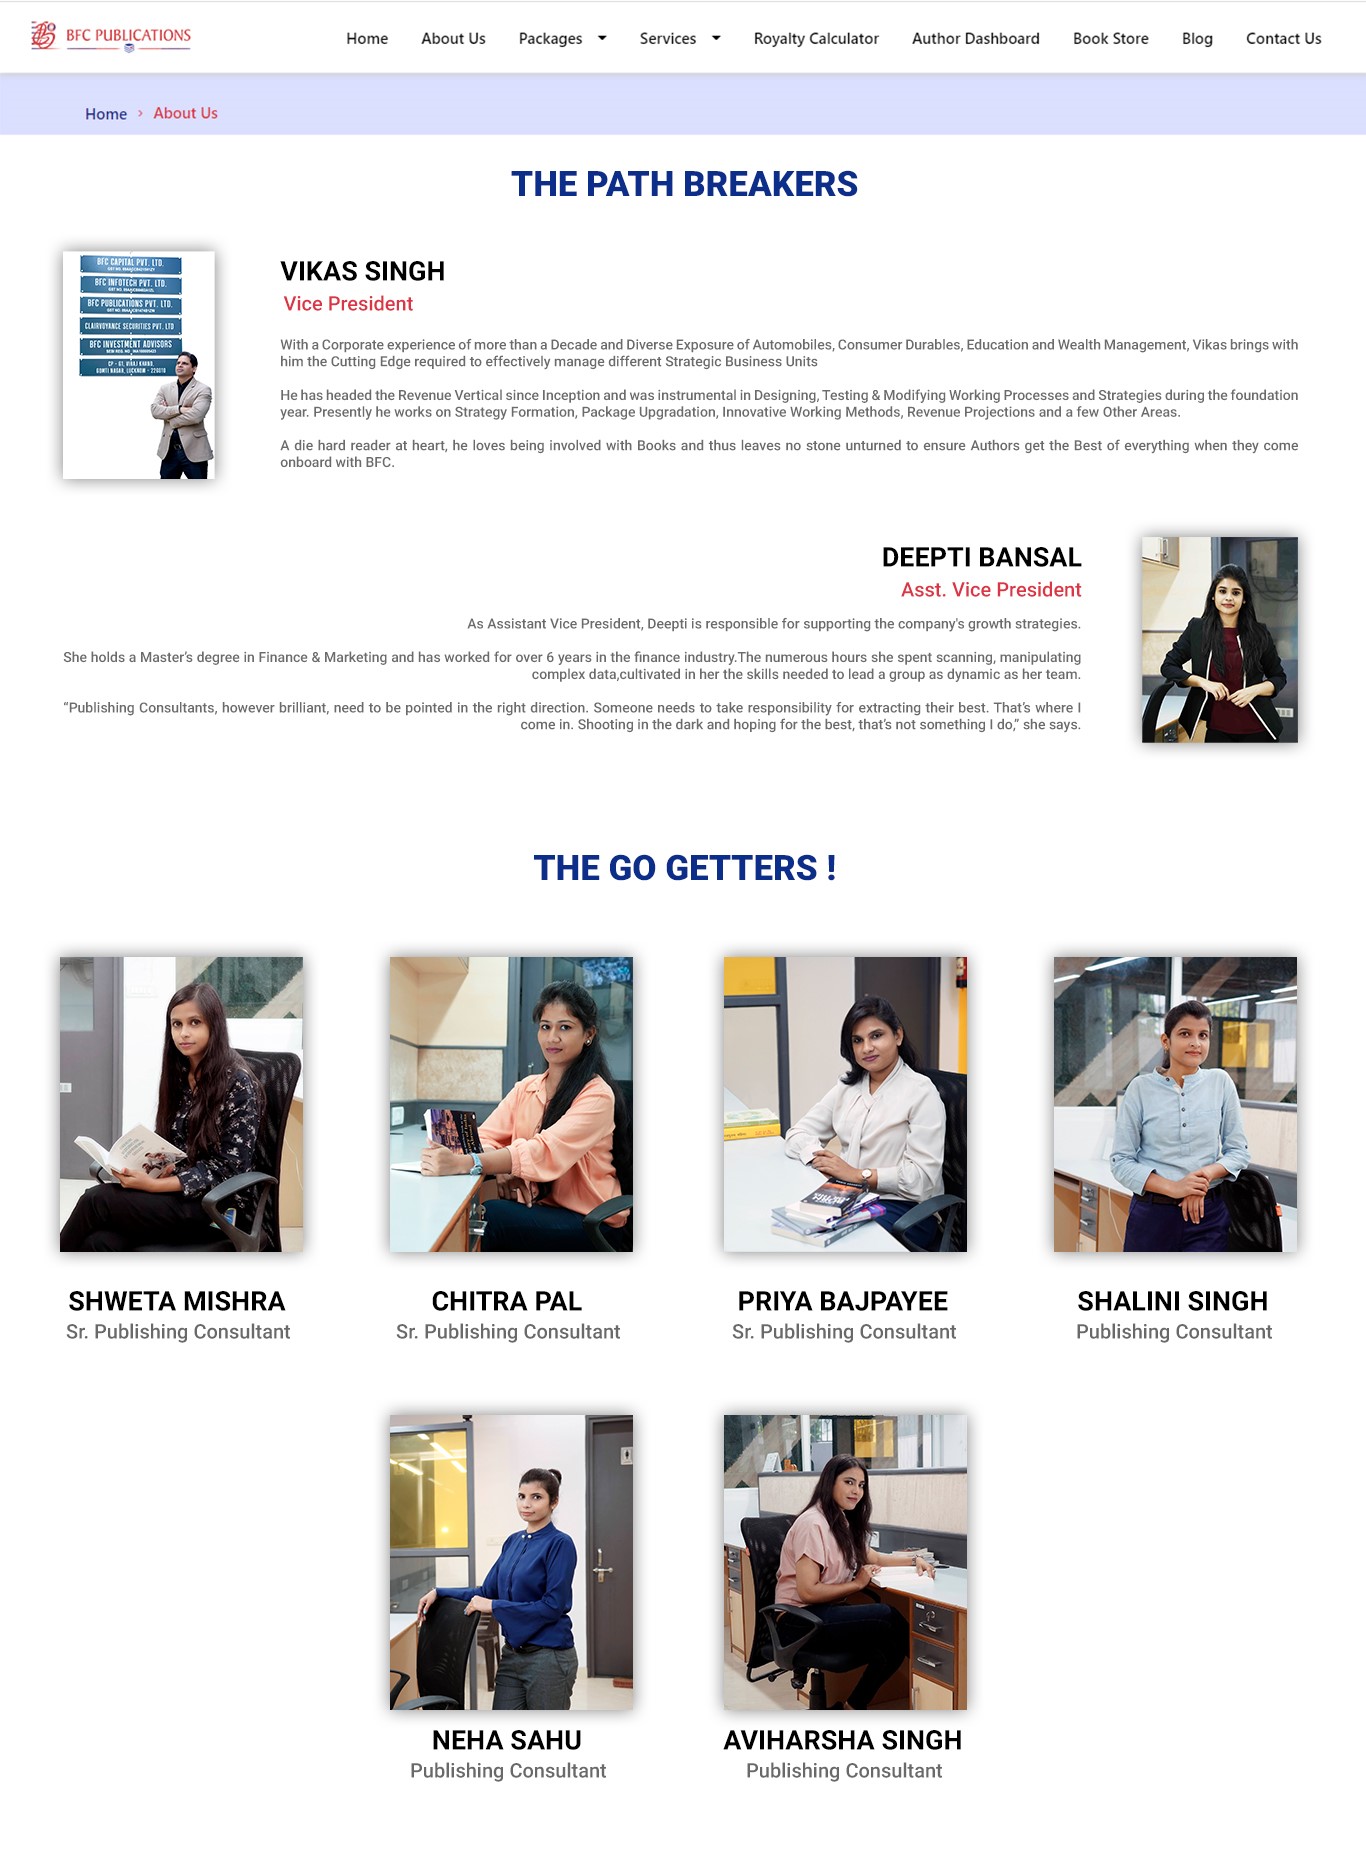 BFC PUBLICATIONS
Home About Us Packages Services Royalty Calculator Author Dashboard Book Store Blog Contact Us
Home › About Us
THE PATH BREAKERS
BFC CAPITAL PVT. LTD.
BFC INFOTECH PVT. LTD.
BFC PUBLICATIONS PVT. LTD.
CLAIRVOYANCE SECURITIES PVT. LTD
BFC INVESTMENT ADVISORS
CP - 61, VIRAJ KHAND,
GOMTI NAGAR, LUCKNOW - 226010
VIKAS SINGH
Vice President
With a Corporate experience of more than a Decade and Diverse Exposure of Automobiles, Consumer Durables, Education and Wealth Management, Vikas brings with
him the Cutting Edge required to effectively manage different Strategic Business Units
He has headed the Revenue Vertical since Inception and was instrumental in Designing, Testing & Modifying Working Processes and Strategies during the foundation
year. Presently he works on Strategy Formation, Package Upgradation, Innovative Working Methods, Revenue Projections and a few Other Areas.
A die hard reader at heart, he loves being involved with Books and thus leaves no stone unturned to ensure Authors get the Best of everything when they come
onboard with BFC.
DEEPTI BANSAL
Asst. Vice President
As Assistant Vice President, Deepti is responsible for supporting the company's growth strategies.
She holds a Master's degree in Finance & Marketing and has worked for over 6 years in the finance industry.The numerous hours she spent scanning, manipulating
complex data,cultivated in her the skills needed to lead a group as dynamic as her team.
“Publishing Consultants, however brilliant, need to be pointed in the right direction. Someone needs to take responsibility for extracting their best. That’s where I
come in. Shooting in the dark and hoping for the best, that’s not something I do,” she says.
THE GO GETTERS !
SHWETA MISHRA
Sr. Publishing Consultant
CHITRA PAL
Sr. Publishing Consultant
PRIYA BAJPAYEE
Sr. Publishing Consultant
SHALINI SINGH
Publishing Consultant
NEHA SAHU
Publishing Consultant
AVIHARSHA SINGH
Publishing Consultant